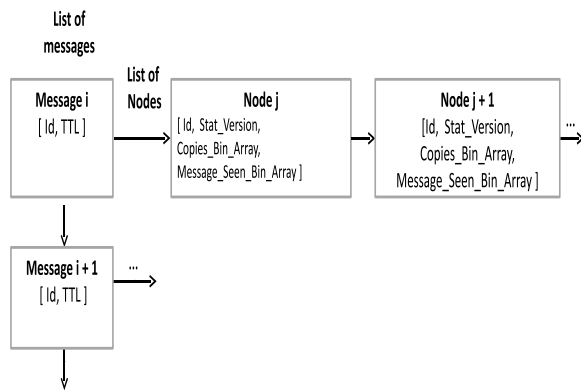 List of
messages
List of
Nodes
Message i
[ Id, TTL ]
Node j
[ Id, Stat_Version,
Copies_Bin_Array,
Message_Seen_Bin_Array ]
Node j + 1
[Id, Stat_Version,
Copies_Bin_Array,
Message_Seen_Bin_Array ]
...
Message i + 1
[ Id, TTL ]
...